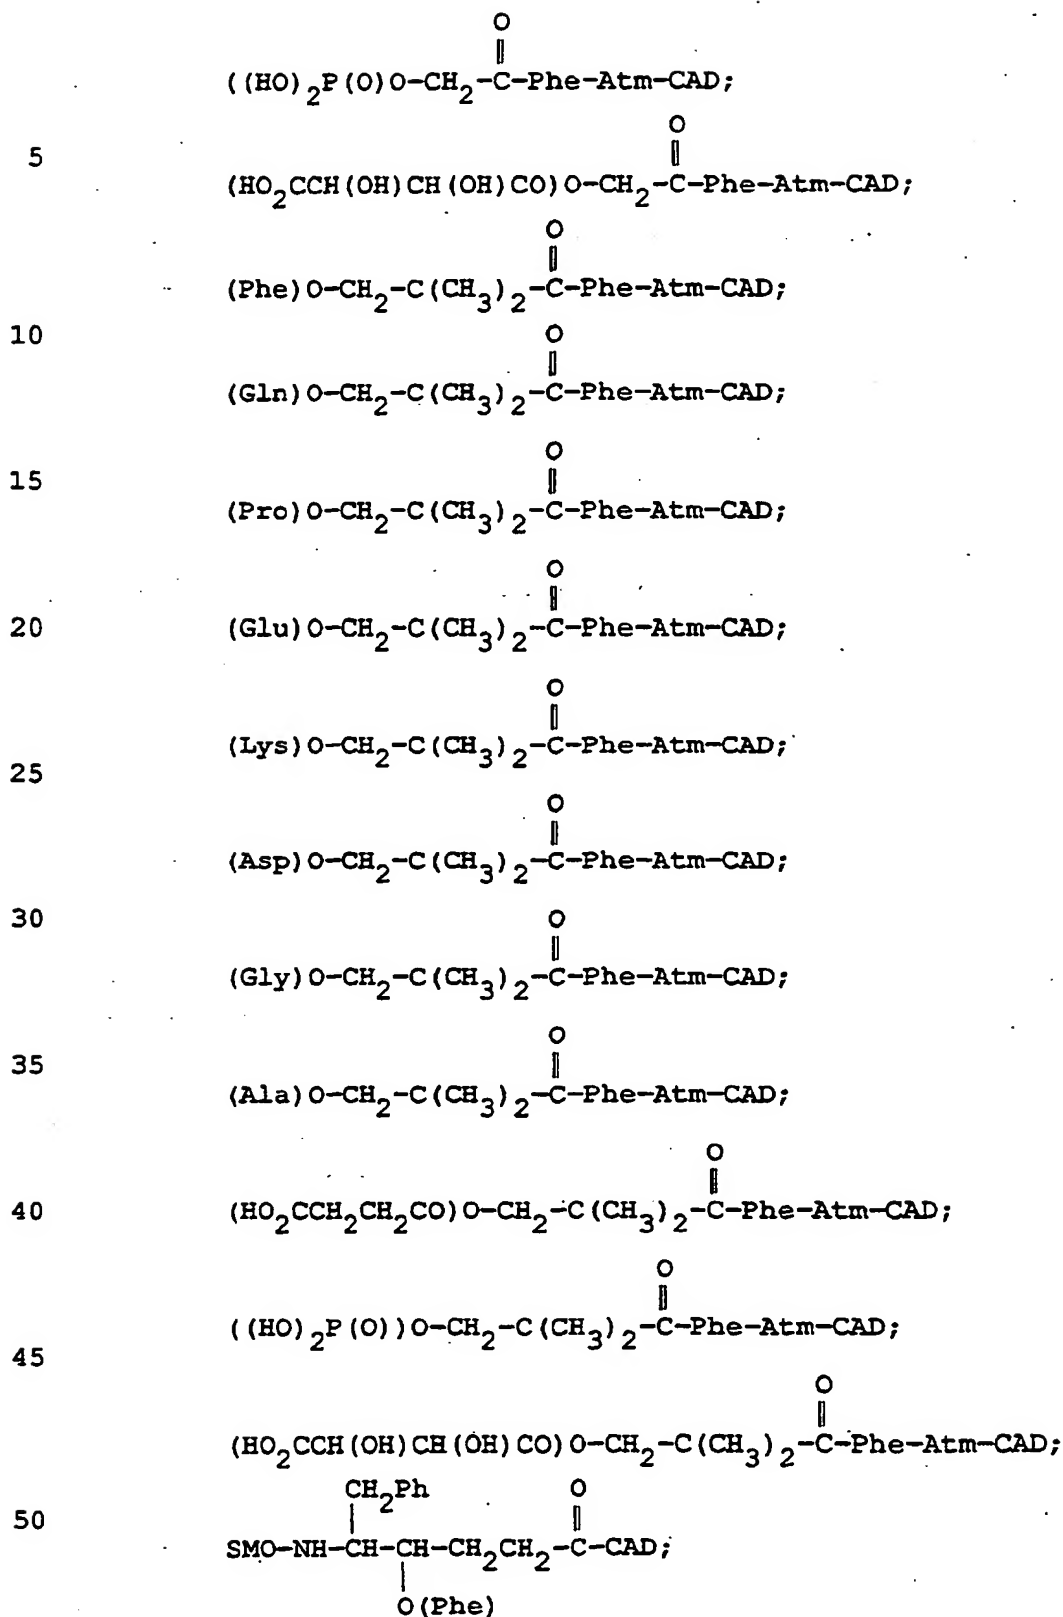 O
||
((HO)2P(O)O-CH2-C-Phe-Atm-CAD;
O
5 ||
(HO2CCH(OH)CH(OH)CO)O-CH2-C-Phe-Atm-CAD;
O
||
(Phe)O-CH2-C(CH3)2-C-Phe-Atm-CAD;
10 O
||
(Gln)O-CH2-C(CH3)2-C-Phe-Atm-CAD;
O
15 ||
(Pro)O-CH2-C(CH3)2-C-Phe-Atm-CAD;
O
||
20 (Glu)O-CH2-C(CH3)2-C-Phe-Atm-CAD;
O
||
(Lys)O-CH2-C(CH3)2-C-Phe-Atm-CAD;
25
O
||
(Asp)O-CH2-C(CH3)2-C-Phe-Atm-CAD;
30 O
||
(Gly)O-CH2-C(CH3)2-C-Phe-Atm-CAD;
O
35 ||
(Ala)O-CH2-C(CH3)2-C-Phe-Atm-CAD;
O
||
40 (HO2CCH2CH2CO)O-CH2-C(CH3)2-C-Phe-Atm-CAD;
O
||
((HO)2P(O))O-CH2-C(CH3)2-C-Phe-Atm-CAD;
45
O
||
(HO2CCH(OH)CH(OH)CO)O-CH2-C(CH3)2-C-Phe-Atm-CAD;
CH2Ph O
50 | ||
SMO-NH-CH-CH-CH2CH2-C-CAD;
|
O(Phe)